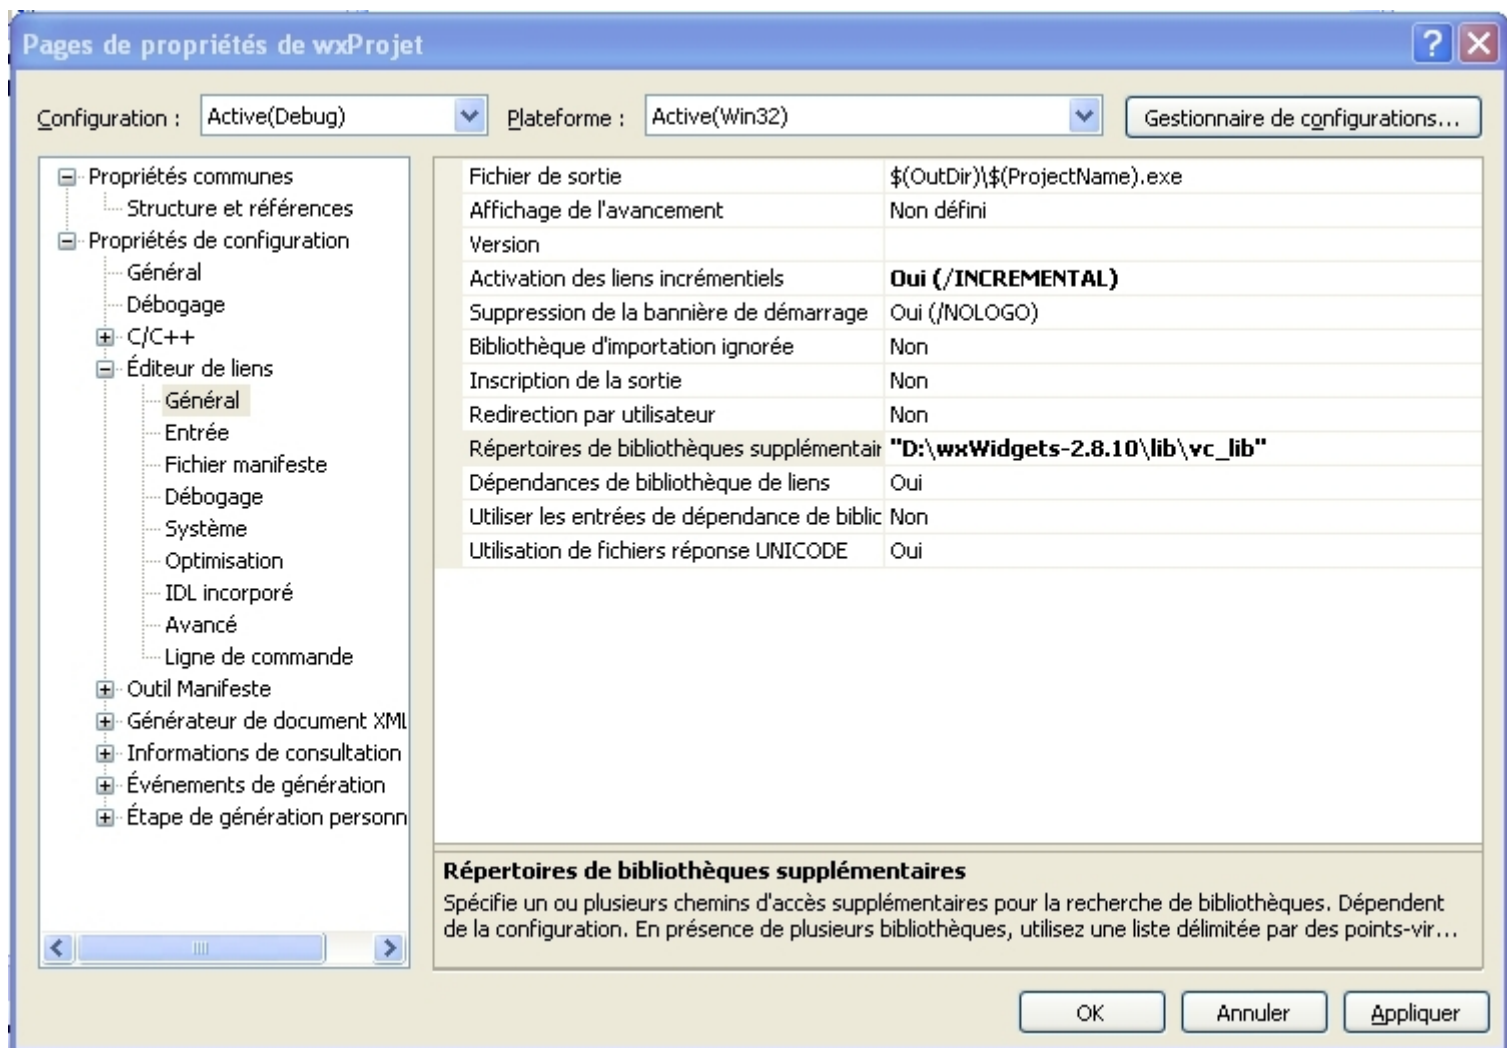 Pages de propriétés de wxProjet
Configuration : Active(Debug) Plateforme : Active(Win32) Gestionnaire de configurations...
Propriétés communes
Structure et références
Propriétés de configuration
Général
Débogage
C/C++
Éditeur de liens
Général
Entrée
Fichier manifeste
Débogage
Système
Optimisation
IDL incorporé
Avancé
Ligne de commande
Outil Manifeste
Générateur de document XML
Informations de consultation
Événements de génération
Étape de génération personn
Fichier de sortie $(OutDir)\$(ProjectName).exe
Affichage de l'avancement Non défini
Version
Activation des liens incrémentiels Oui (/INCREMENTAL)
Suppression de la bannière de démarrage Oui (/NOLOGO)
Bibliothèque d'importation ignorée Non
Inscription de la sortie Non
Redirection par utilisateur Non
Répertoires de bibliothèques supplémentair "D:\wxWidgets-2.8.10\lib\vc_lib"
Dépendances de bibliothèque de liens Oui
Utiliser les entrées de dépendance de biblic Non
Utilisation de fichiers réponse UNICODE Oui
Répertoires de bibliothèques supplémentaires
Spécifie un ou plusieurs chemins d'accès supplémentaires pour la recherche de bibliothèques. Dépendent
de la configuration. En présence de plusieurs bibliothèques, utilisez une liste délimitée par des points-vir...
OK Annuler Appliquer